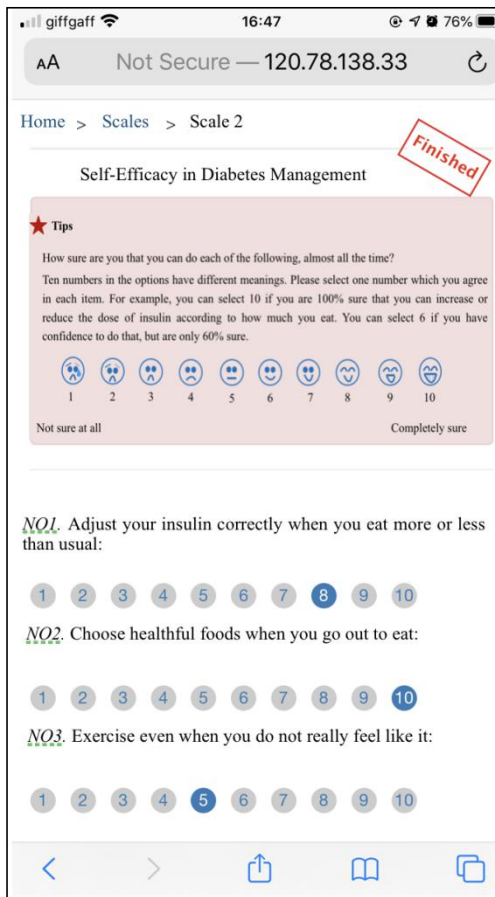 giffgaff 16:47 76%
AA Not Secure — 120.78.138.33
Home > Scales > Scale 2
Finished
Self-Efficacy in Diabetes Management
Tips
How sure are you that you can do each of the following, almost all the time?
Ten numbers in the options have different meanings. Please select one number which you agree
in each item. For example, you can select 10 if you are 100% sure that you can increase or
reduce the dose of insulin according to how much you eat. You can select 6 if you have
confidence to do that, but are only 60% sure.
1 2 3 4 5 6 7 8 9 10
Not sure at all Completely sure
NO1. Adjust your insulin correctly when you eat more or less
than usual:
1 2 3 4 5 6 7 8 9 10
NO2. Choose healthful foods when you go out to eat:
1 2 3 4 5 6 7 8 9 10
NO3. Exercise even when you do not really feel like it:
1 2 3 4 5 6 7 8 9 10